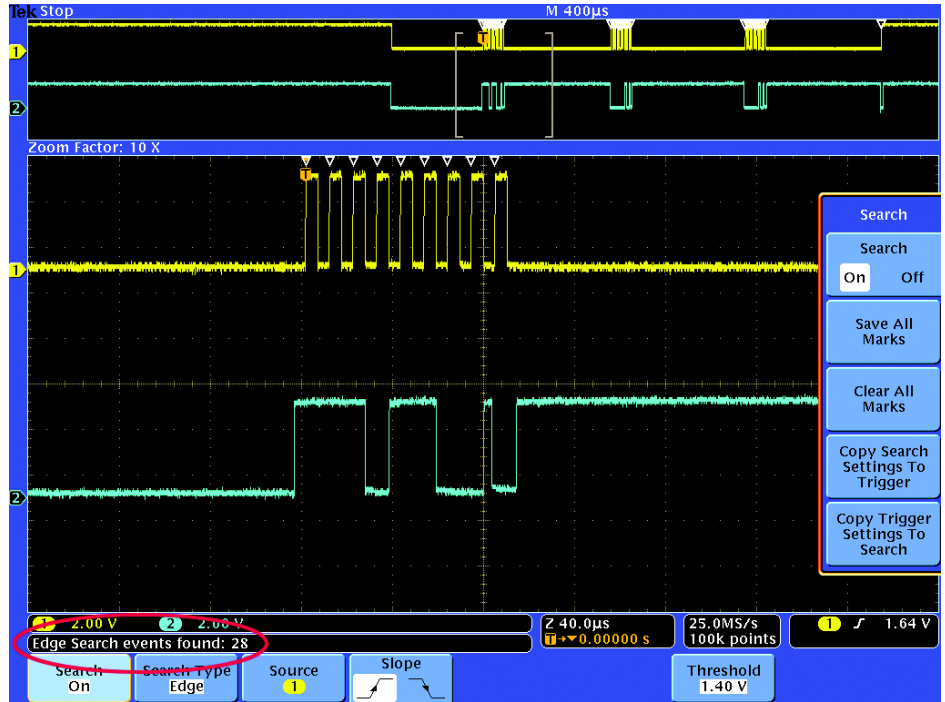 Tek Stop M 400µs
1
T
2
Zoom Factor: 10 X
T
1
2
Search
Search
On Off
Save All
Marks
Clear All
Marks
Copy Search
Settings To
Trigger
Copy Trigger
Settings To
Search
1 2.00 V 2 2.00 V
Z 40.0µs
T→▼0.00000 s
25.0MS/s
100k points
1 1.64 V
Edge Search events found: 28
Search
On
Search Type
Edge
Source
1
Slope
Threshold
1.40 V